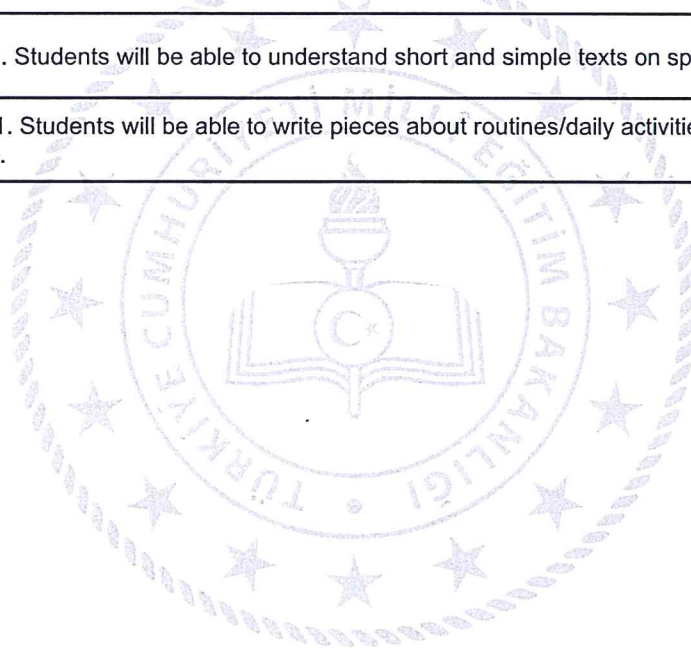 . Students will be able to understand short and simple texts on sp
1. Students will be able to write pieces about routines/daily activitie
.
TÜRKİYE CUMHURİYETİ MİLLÎ EĞİTİM BAKANLIĞI